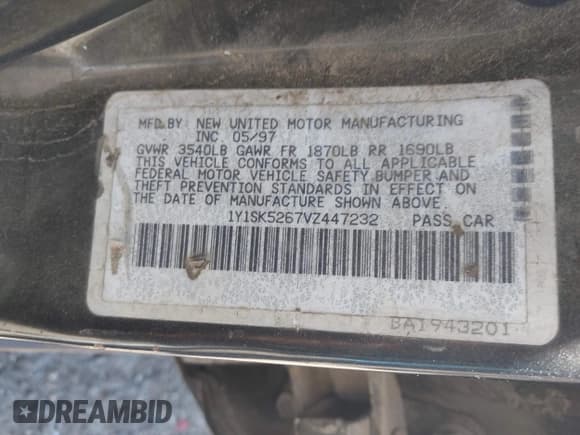 MFD BY: NEW UNITED MOTOR MANUFACTURING
INC 05/97
GVWR 3540LB GAWR FR 1870LB RR 1690LB
THIS VEHICLE CONFORMS TO ALL APPLICABLE
FEDERAL MOTOR VEHICLE SAFETY,BUMPER AND
THEFT PREVENTION STANDARDS IN EFFECT ON
THE DATE OF MANUFACTURE SHOWN ABOVE.
1Y1SK5267VZ447232 PASS CAR
BA1943201
DREAMBID